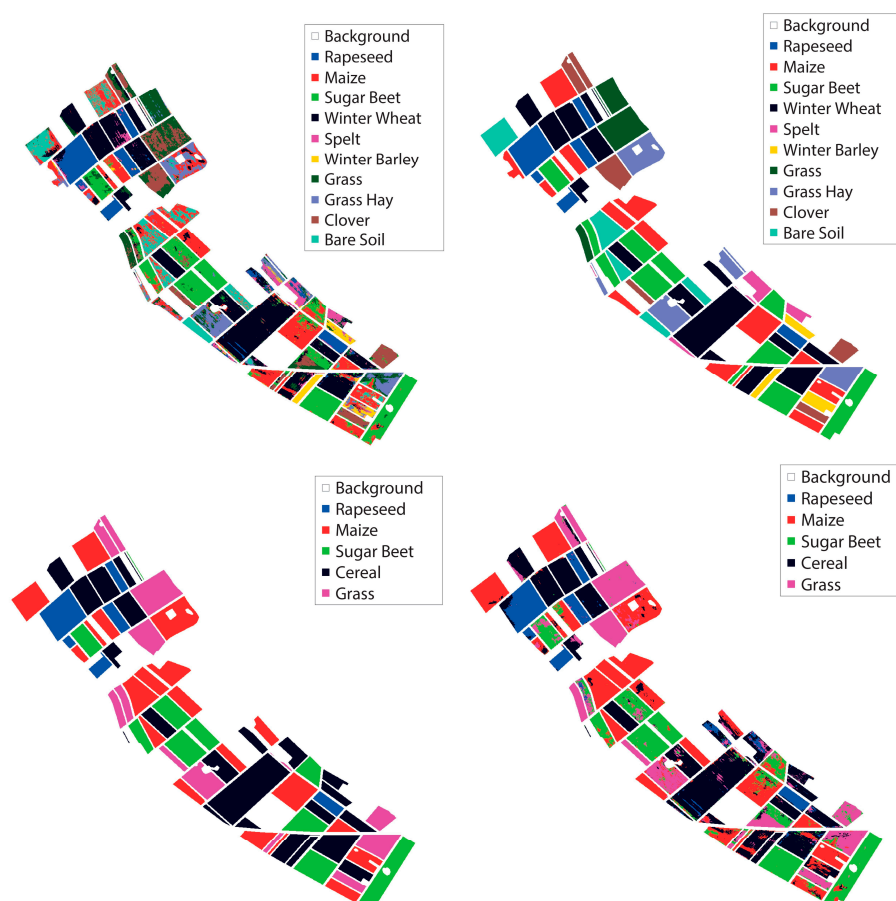 Background
Rapeseed
Maize
Sugar Beet
Winter Wheat
Spelt
Winter Barley
Grass
Grass Hay
Clover
Bare Soil
Background
Rapeseed
Maize
Sugar Beet
Winter Wheat
Spelt
Winter Barley
Grass
Grass Hay
Clover
Bare Soil
Background
Rapeseed
Maize
Sugar Beet
Cereal
Grass
Background
Rapeseed
Maize
Sugar Beet
Cereal
Grass